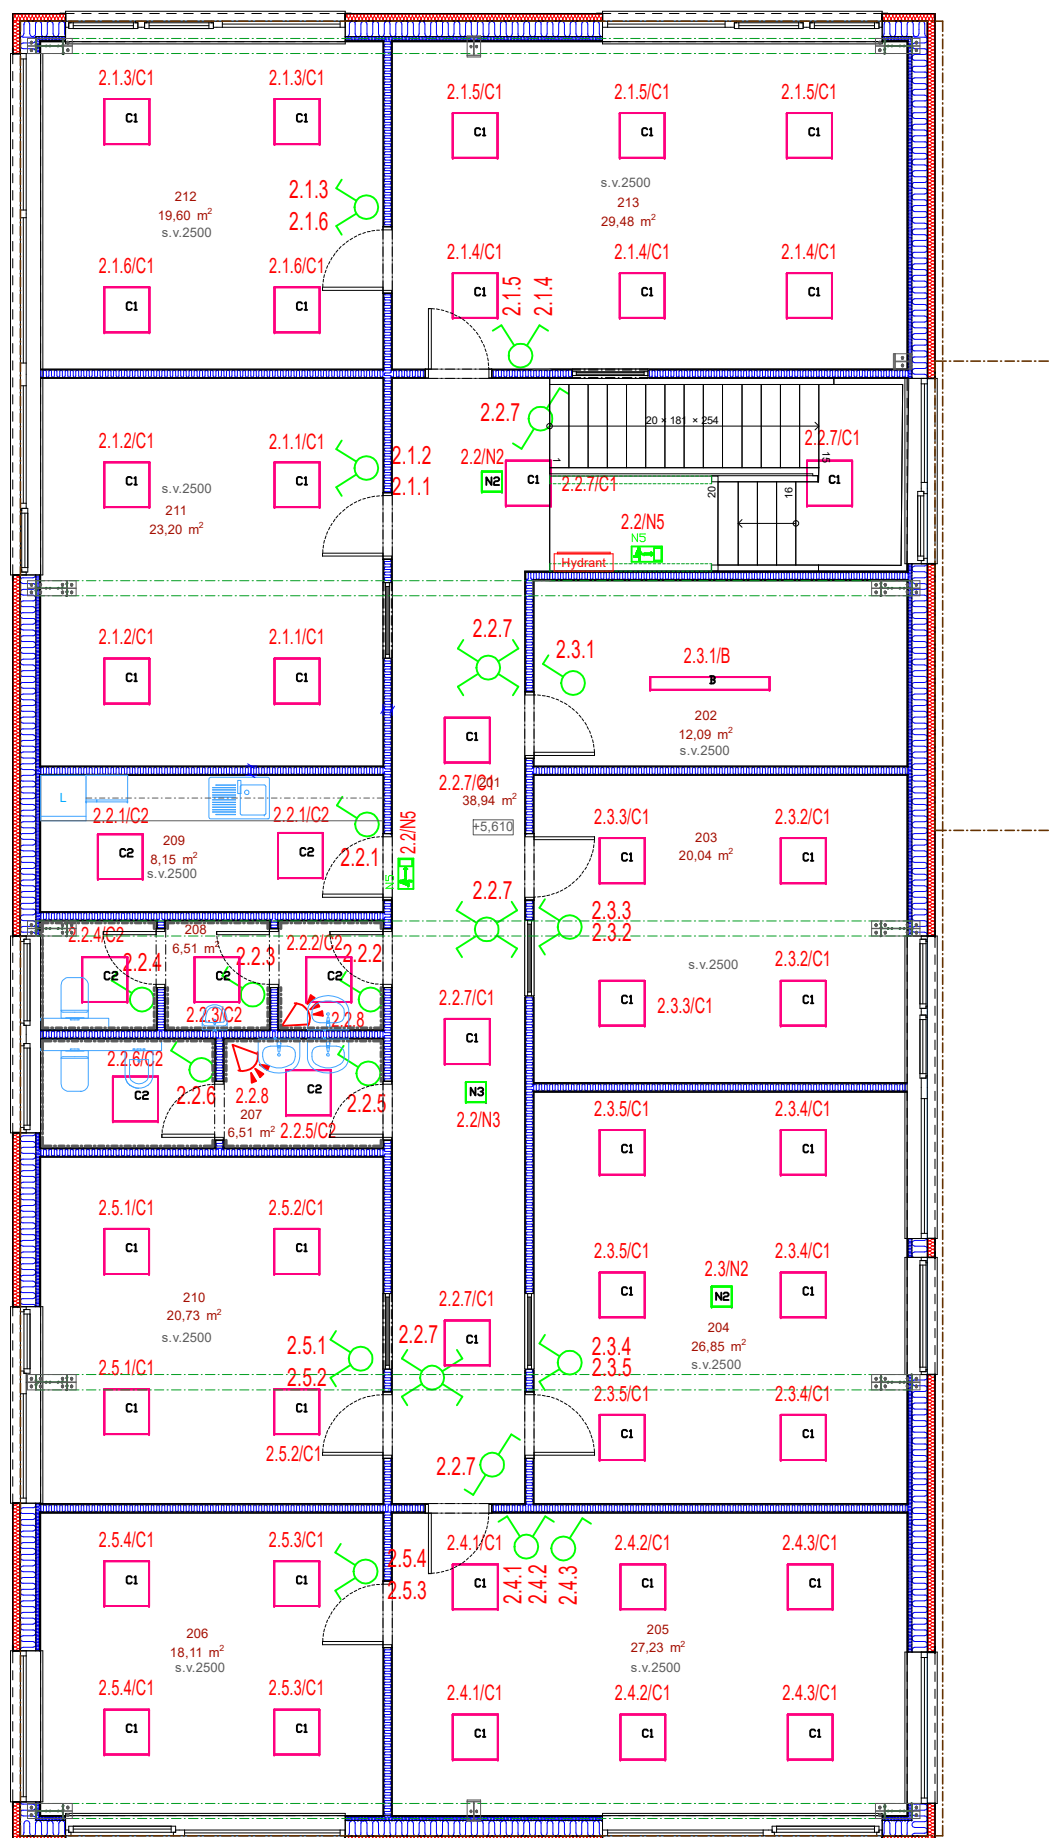 2.1.3/C1
2.1.3/C1
C1
C1
2.1.5/C1
2.1.5/C1
2.1.5/C1
C1
C1
C1
212
19,60 m²
s.v.2500
2.1.3
2.1.6
s.v.2500
213
29,48 m²
2.1.6/C1
2.1.6/C1
C1
C1
2.1.4/C1
2.1.4/C1
2.1.4/C1
C1
C1
C1
2.1.5
2.1.4
2.1.2/C1
2.1.1/C1
C1
C1
s.v.2500
211
23,20 m²
2.1.2
2.1.1
2.2.7
2.2/N2
N2
C1
2.2.7/C1
20 × 181 × 254
1
15
20
16
2.2.7/C1
C1
2.2/N5
N5
Hydrant
2.1.2/C1
2.1.1/C1
C1
C1
2.2.7
2.3.1
2.3.1/B
B
202
12,09 m²
s.v.2500
C1
2.2.7/C1
201
38,94 m²
+5,610
L
2.2.1/C2
2.2.1/C2
C2
C2
209
8,15 m²
s.v.2500
2.2.1
2.2/N5
N5
2.3.3/C1
2.3.2/C1
C1
C1
203
20,04 m²
2.2.7
2.3.3
2.3.2
208
6,51 m²
2.2.4/C2
C2
2.2.4
2.2.3
C2
2.2.3/C2
2.2.2/C2
C2
2.2.2
2.2.8
s.v.2500
2.3.2/C1
C1
2.3.3/C1
C1
2.2.7/C1
C1
N3
2.2/N3
2.2.6/C2
C2
2.2.6
2.2.8
207
6,51 m²
C2
2.2.5/C2
2.2.5
2.3.5/C1
2.3.4/C1
C1
C1
2.5.1/C1
2.5.2/C1
C1
C1
2.3.5/C1
2.3.4/C1
C1
C1
2.3/N2
N2
204
26,85 m²
s.v.2500
210
20,73 m²
s.v.2500
2.5.1
2.5.2
2.2.7/C1
2.2.7
C1
2.3.4
2.3.5
2.5.1/C1
C1
C1
2.5.2/C1
2.3.5/C1
2.3.4/C1
C1
C1
2.2.7
2.5.4/C1
2.5.3/C1
C1
C1
2.5.4
2.5.3
2.4.1/C1
2.4.2/C1
2.4.3/C1
C1
C1
C1
2.4.1
2.4.2
2.4.3
206
18,11 m²
s.v.2500
205
27,23 m²
s.v.2500
2.5.4/C1
2.5.3/C1
C1
C1
2.4.1/C1
2.4.2/C1
2.4.3/C1
C1
C1
C1